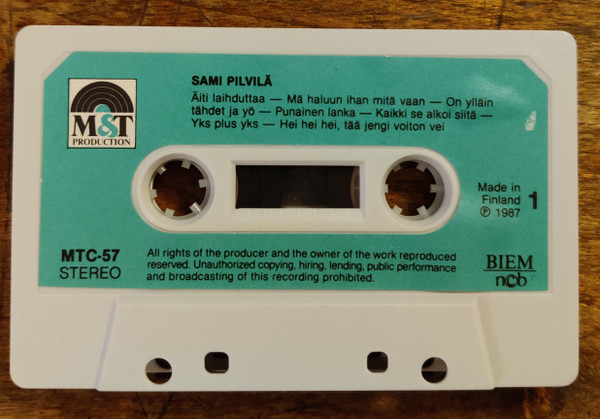 SAMI PILVILÄ
Äiti laihduttaa — Mä haluun ihan mitä vaan — On ylläin
tähdet ja yö — Punainen lanka — Kaikki se alkoi siitä —
Yks plus yks — Hei hei hei, tää jengi voiton vei
M&T
PRODUCTION
Made in
Finland
℗ 1987
1
MTC-57
STEREO
All rights of the producer and the owner of the work reproduced
reserved. Unauthorized copying, hiring, lending, public performance
and broadcasting of this recording prohibited.
BIEM
ncb